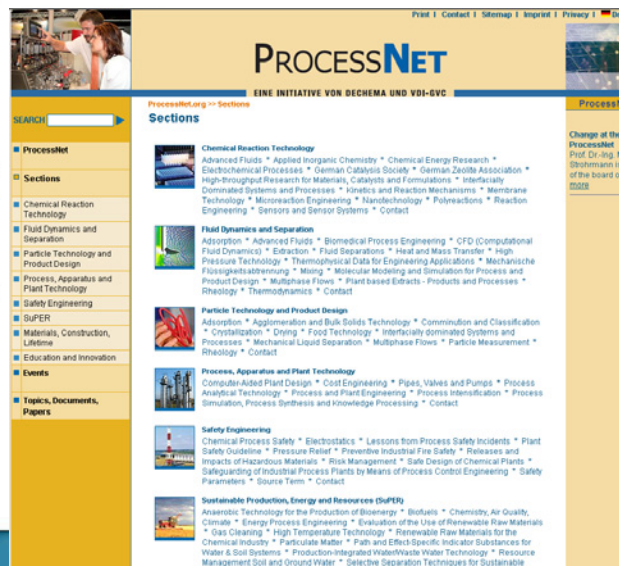 Print | Contact | Sitemap | Imprint | Privacy |
PROCESSNET
EINE INITIATIVE VON DECHEMA UND VDI-GVC
SEARCH
ProcessNet
Sections
Chemical Reaction
Technology
Fluid Dynamics and
Separation
Particle Technology and
Product Design
Process, Apparatus and
Plant Technology
Safety Engineering
SuPER
Materials, Construction,
Lifetime
Education and Innovation
Events
Topics, Documents,
Papers
ProcessNet.org >> Sections
Sections
Chemical Reaction Technology
Advanced Fluids * Applied Inorganic Chemistry * Chemical Energy Research *
Electrochemical Processes * German Catalysis Society * German Zeolite Association *
High-throughput Research for Materials, Catalysts and Formulations * Interfacially
Dominated Systems and Processes * Kinetics and Reaction Mechanisms * Membrane
Technology * Microreaction Engineering * Nanotechnology * Polyreactions * Reaction
Engineering * Sensors and Sensor Systems * Contact
Fluid Dynamics and Separation
Adsorption * Advanced Fluids * Biomedical Process Engineering * CFD (Computational
Fluid Dynamics) * Extraction * Fluid Separations * Heat and Mass Transfer * High
Pressure Technology * Thermophysical Data for Engineering Applications * Mechanische
Flüssigkeitsabtrennung * Mixing * Molecular Modeling and Simulation for Process and
Product Design * Multiphase Flows * Plant based Extracts - Products and Processes *
Rheology * Thermodynamics * Contact
Particle Technology and Product Design
Adsorption * Agglomeration and Bulk Solids Technology * Comminution and Classification
* Crystallization * Drying * Food Technology * Interfacially dominated Systems and
Processes * Mechanical Liquid Separation * Multiphase Flows * Particle Measurement *
Rheology * Contact
Process, Apparatus and Plant Technology
Computer-Aided Plant Design * Cost Engineering * Pipes, Valves and Pumps * Process
Analytical Technology * Process and Plant Engineering * Process Intensification * Process
Simulation, Process Synthesis and Knowledge Processing * Contact
Safety Engineering
Chemical Process Safety * Electrostatics * Lessons from Process Safety Incidents * Plant
Safety Guideline * Pressure Relief * Preventive Industrial Fire Safety * Releases and
Impacts of Hazardous Materials * Risk Management * Safe Design of Chemical Plants *
Safeguarding of Industrial Process Plants by Means of Process Control Engineering * Safety
Parameters * Source Term * Contact
Sustainable Production, Energy and Resources (SuPER)
Anaerobic Technology for the Production of Bioenergy * Biofuels * Chemistry, Air Quality,
Climate * Energy Process Engineering * Evaluation of the Use of Renewable Raw Materials
* Gas Cleaning * High Temperature Technology * Renewable Raw Materials for the
Chemical Industry * Particulate Matter * Path and Effect-Specific Indicator Substances for
Water & Soil Systems * Production-Integrated Water/Waste Water Technology * Resource
Management Soil and Ground Water * Selective Separation Techniques for Sustainable
Change at the
ProcessNet
Prof. Dr.-Ing.
Strohrmann
of the board
more